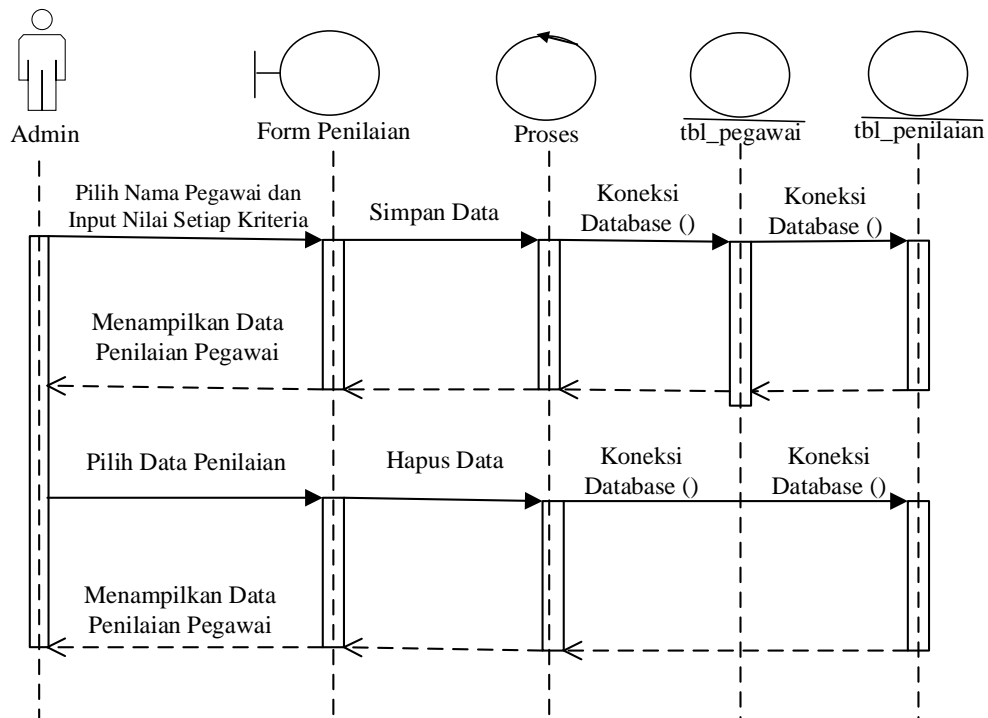 Admin
Form Penilaian
Proses
tbl_pegawai
tbl_penilaian
Pilih Nama Pegawai dan
Input Nilai Setiap Kriteria
Simpan Data
Koneksi
Database ()
Koneksi
Database ()
Menampilkan Data
Penilaian Pegawai
Pilih Data Penilaian
Hapus Data
Koneksi
Database ()
Koneksi
Database ()
Menampilkan Data
Penilaian Pegawai